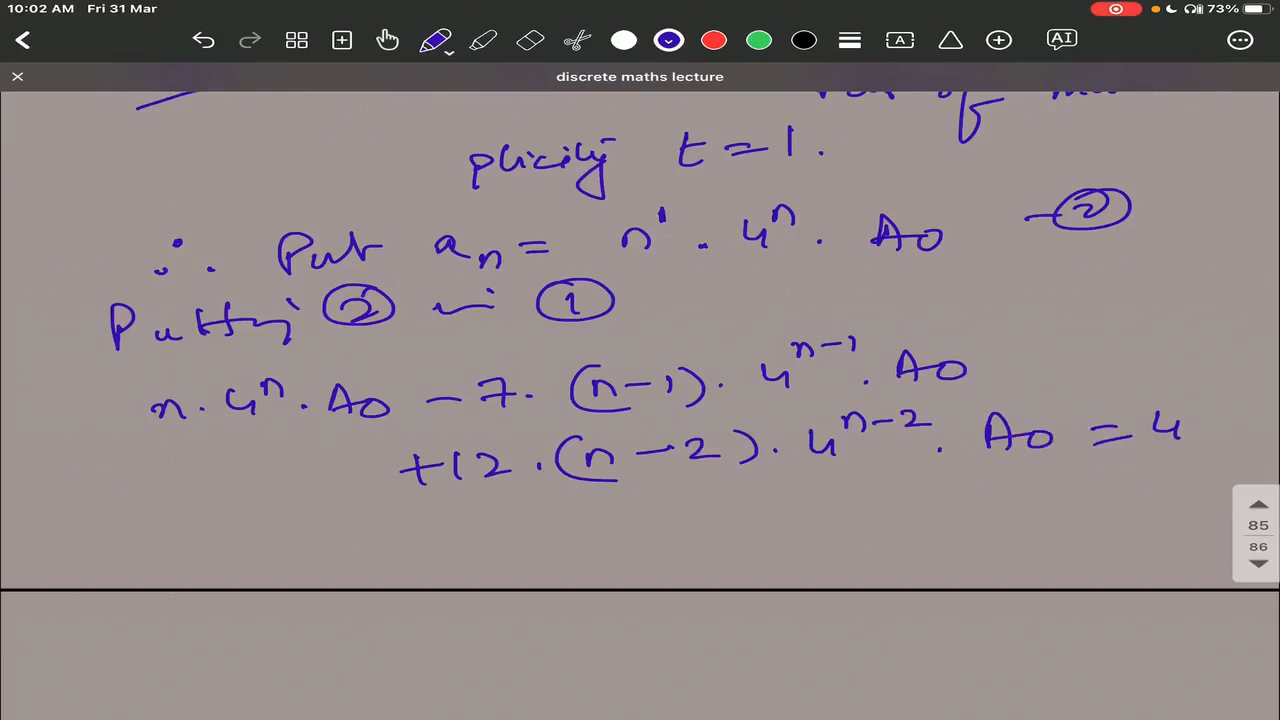 10:02 AM Fri 31 Mar 73%
AI
discrete maths lecture
plicity t = 1.
∴ Put aₙ = n¹ . 4ⁿ . A₀ — ②
Putting ② in ①
n . 4ⁿ . A₀ − 7 . (n−1) . 4ⁿ⁻¹ . A₀
+12 . (n−2) . 4ⁿ⁻² . A₀ = 4
85
86